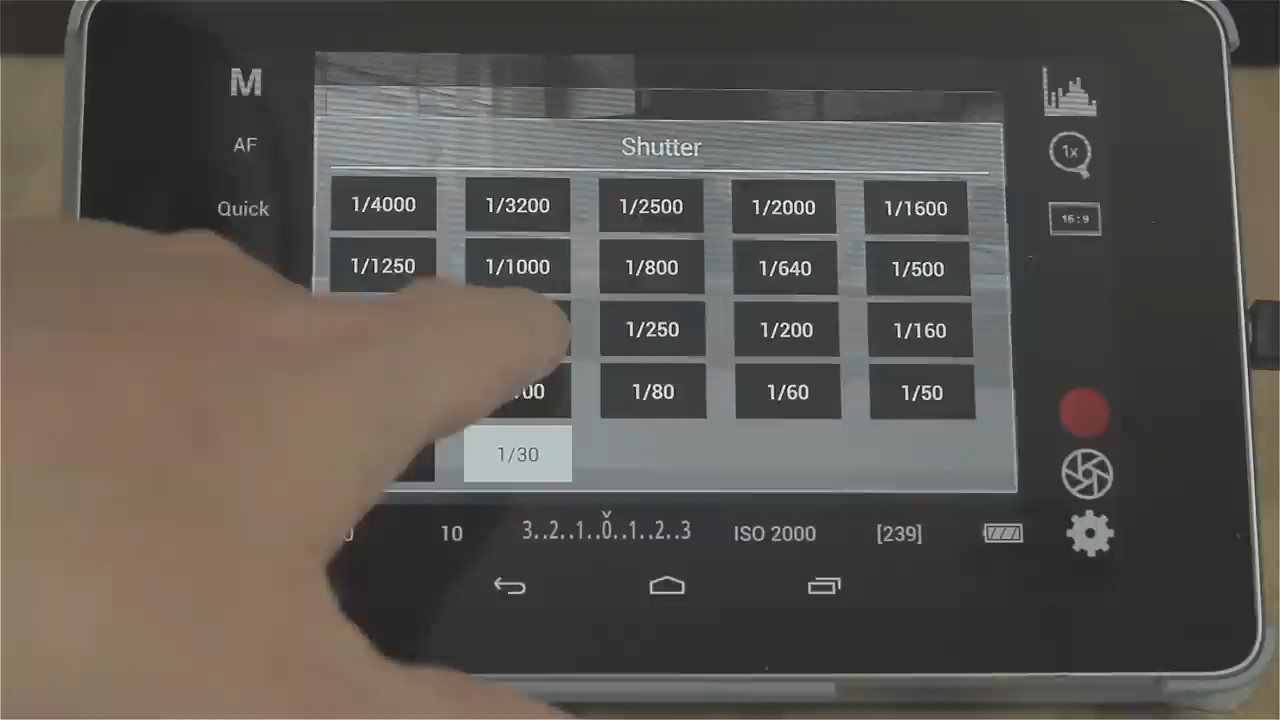 M
AF
Quick
Shutter
1/4000 1/3200 1/2500 1/2000 1/1600
1/1250 1/1000 1/800 1/640 1/500
1/250 1/200 1/160
1/80 1/60 1/50
1/30
10 3..2..1..0..1..2..3 ISO 2000 [239]
1x
16:9